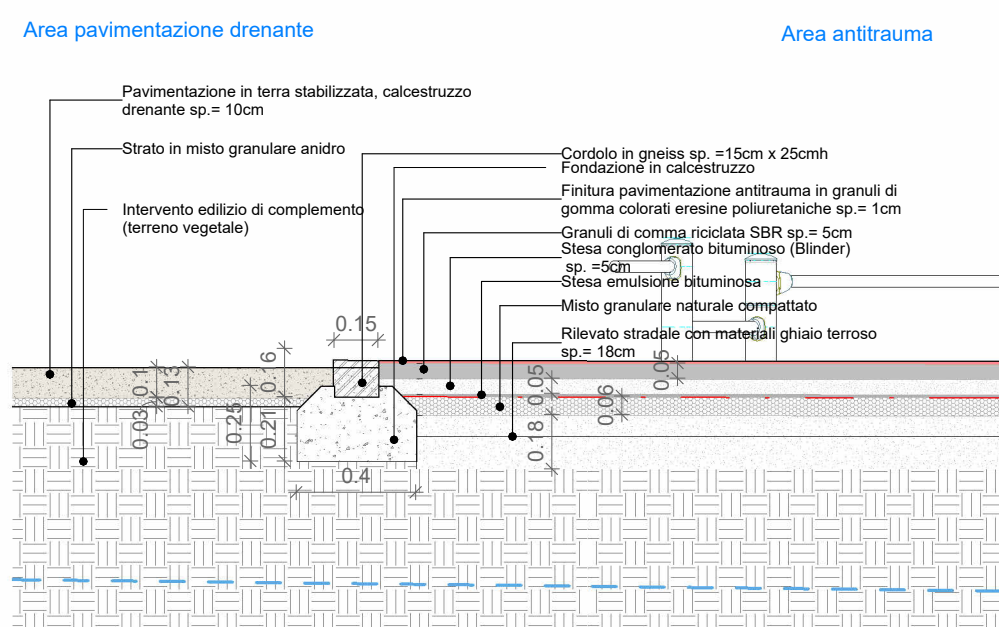 Area pavimentazione drenante
Area antitrauma
Pavimentazione in terra stabilizzata, calcestruzzo
drenante sp.= 10cm
Strato in misto granulare anidro
Intervento edilizio di complemento
(terreno vegetale)
Cordolo in gneiss sp. =15cm x 25cmh
Fondazione in calcestruzzo
Finitura pavimentazione antitrauma in granuli di
gomma colorati eresine poliuretaniche sp.= 1cm
Granuli di comma riciclata SBR sp.= 5cm
Stesa conglomerato bituminoso (Blinder)
sp. =5cm
Stesa emulsione bituminosa
Misto granulare naturale compattato
Rilevato stradale con materiali ghiaio terroso
sp.= 18cm
0.15
0.16
0.1
0.13
0.03
0.25
0.21
0.4
0.05
0.05
0.06
0.18